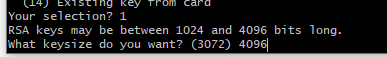 (14) Existing key from card
Your selection? 1
RSA keys may be between 1024 and 4096 bits long.
What keysize do you want? (3072) 4096